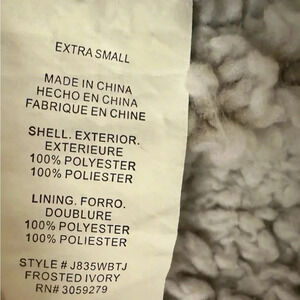 EXTRA SMALL
MADE IN CHINA
HECHO EN CHINA
FABRIQUE EN CHINE
SHELL. EXTERIOR.
EXTERIEURE
100% POLYESTER
100% POLIESTER
LINING. FORRO.
DOUBLURE
100% POLYESTER
100% POLIESTER
STYLE # J835WBTJ
FROSTED IVORY
RN# 3059279